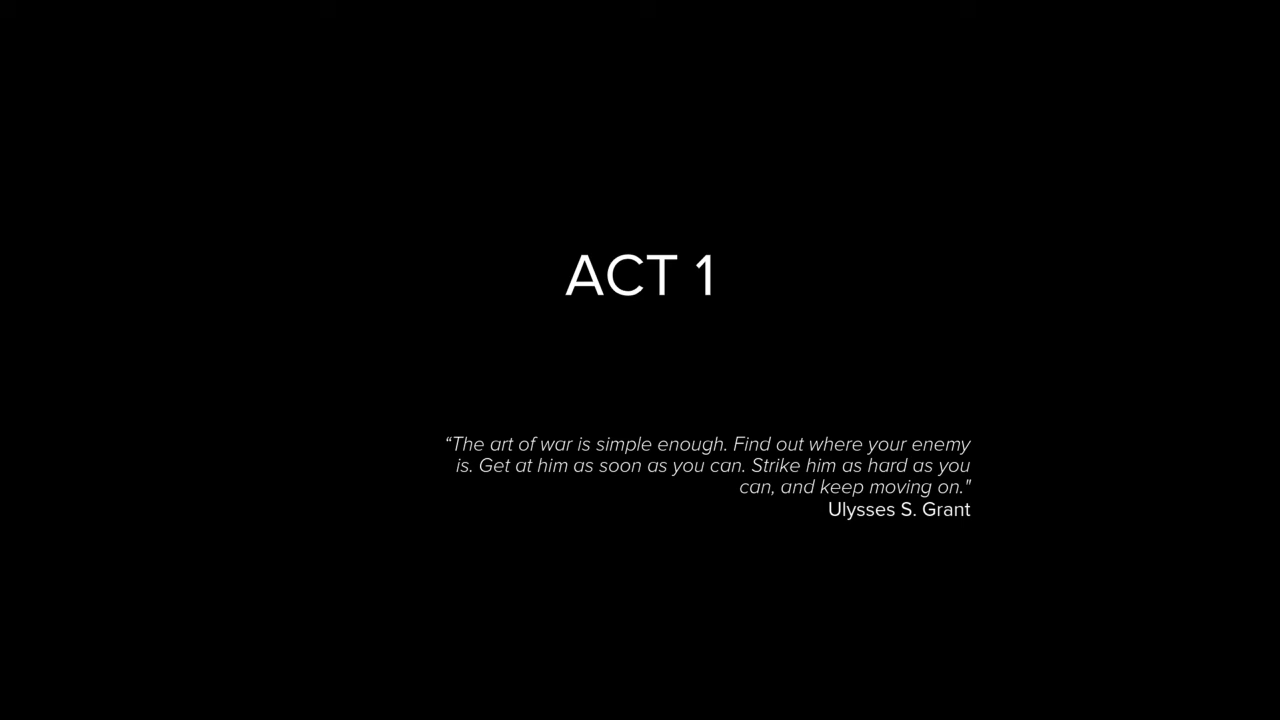 ACT 1
“The art of war is simple enough. Find out where your enemy
is. Get at him as soon as you can. Strike him as hard as you
can, and keep moving on."
Ulysses S. Grant